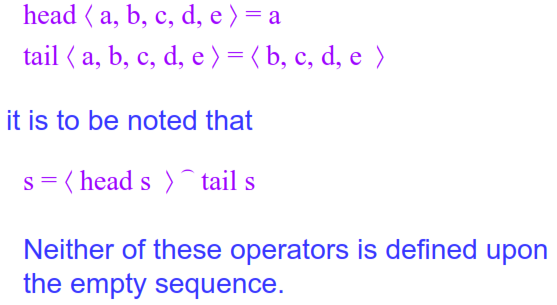 head ⟨ a, b, c, d, e ⟩ = a
tail ⟨ a, b, c, d, e ⟩ = ⟨ b, c, d, e ⟩
it is to be noted that
s = ⟨ head s ⟩ ⁀ tail s
Neither of these operators is defined upon
the empty sequence.